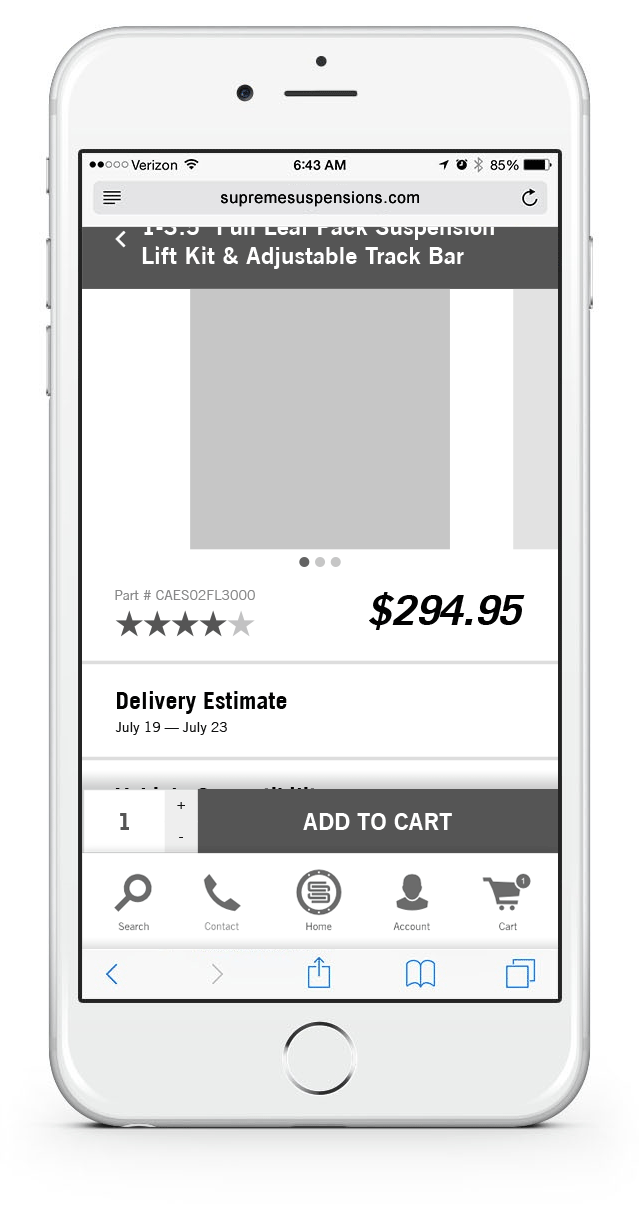 Verizon 6:43 AM 85%
supremesuspensions.com
1-3.5" Full Leaf Pack Suspension
Lift Kit & Adjustable Track Bar
Part # CAES02FL3000
$294.95
Delivery Estimate
July 19 — July 23
Vehicle Compatibility
1 + -
ADD TO CART
1
Search Contact Home Account Cart